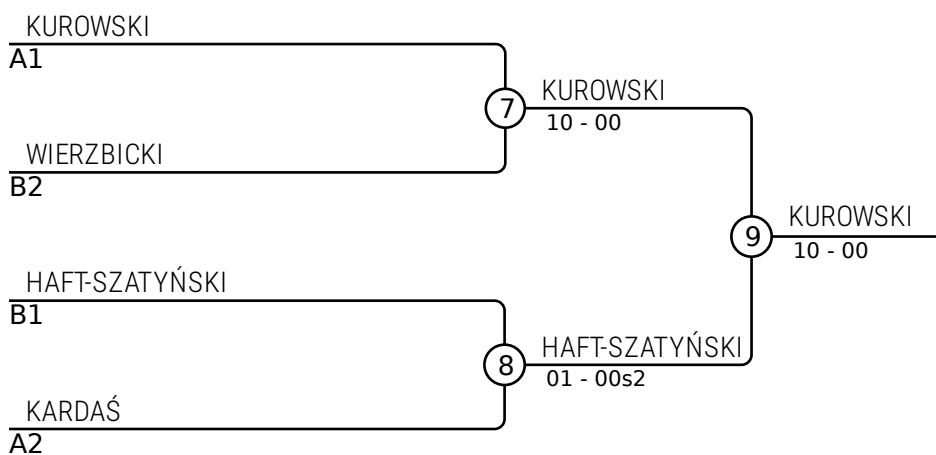 KUROWSKI
A1
7
KUROWSKI
10 - 00
WIERZBICKI
B2
9
KUROWSKI
10 - 00
HAFT-SZATYŃSKI
B1
8
HAFT-SZATYŃSKI
01 - 00s2
KARDAŚ
A2